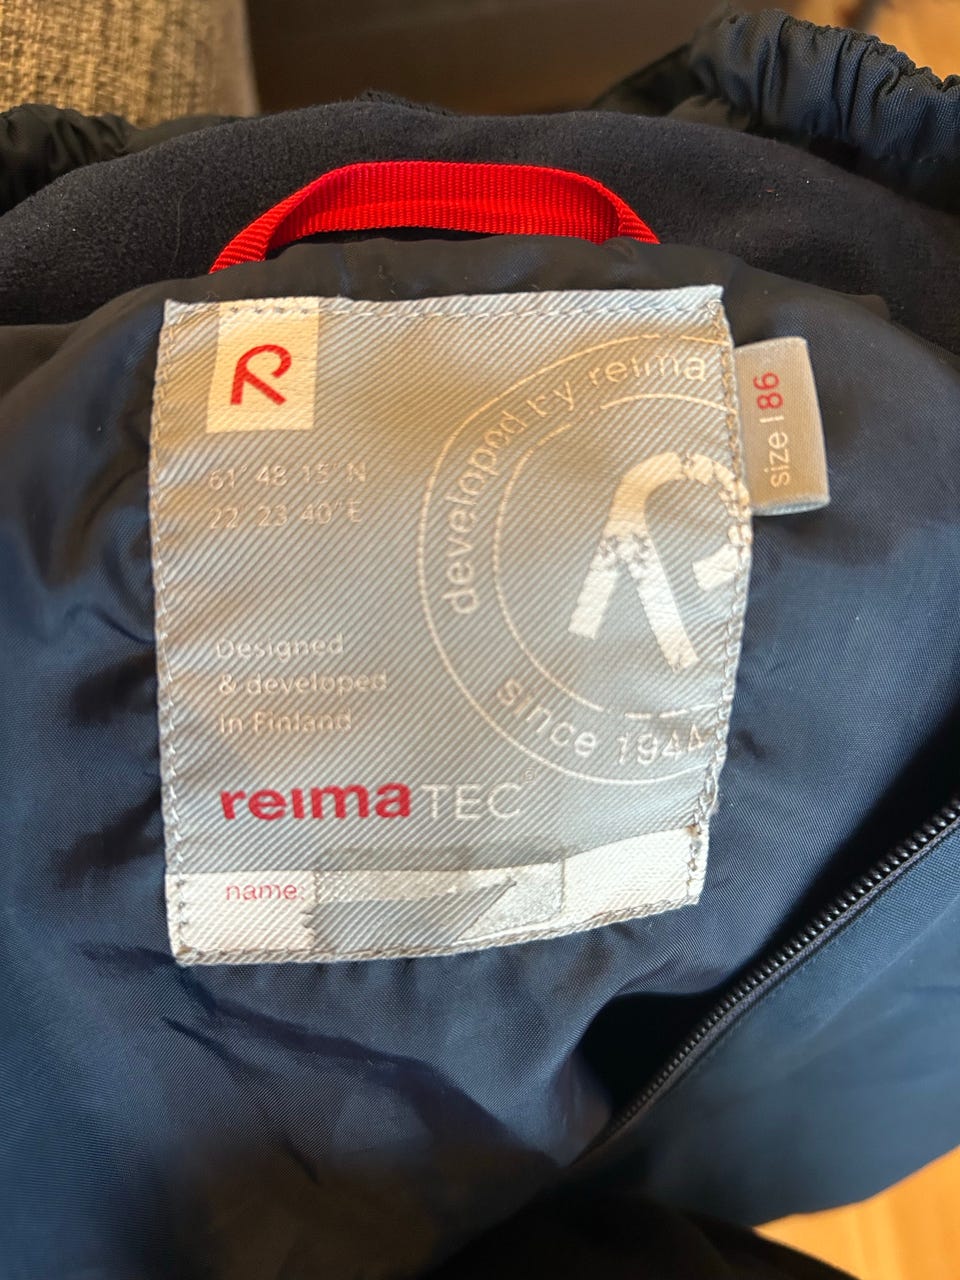 R
61° 48' 15" N
22° 23' 40" E
developed by reima
since 1944
size | 86
Designed
& developed
in Finland
reimaTEC®
name: